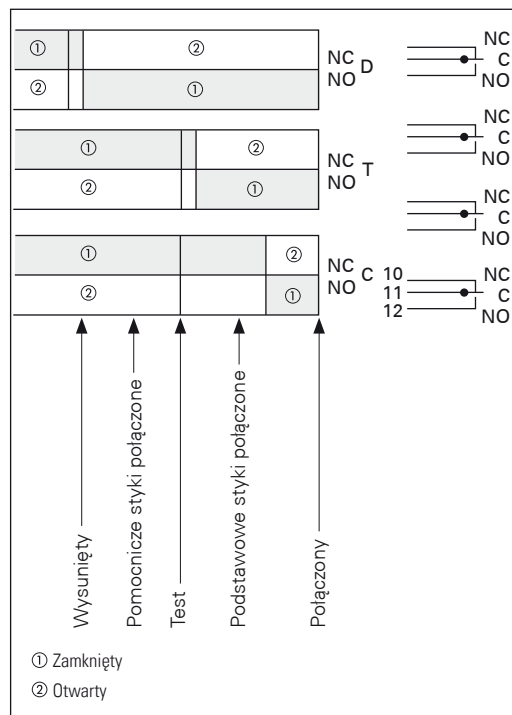 ① ② NC D NC
② ① NO C
NO
① ② NC T NC
② ① NO C
NO
NC
C
NO
① ② NC C 10 NC
② ① NO 11 C
12 NO
Wysunięty
Pomocnicze styki połączone
Test
Podstawowe styki połączone
Połączony
① Zamknięty
② Otwarty